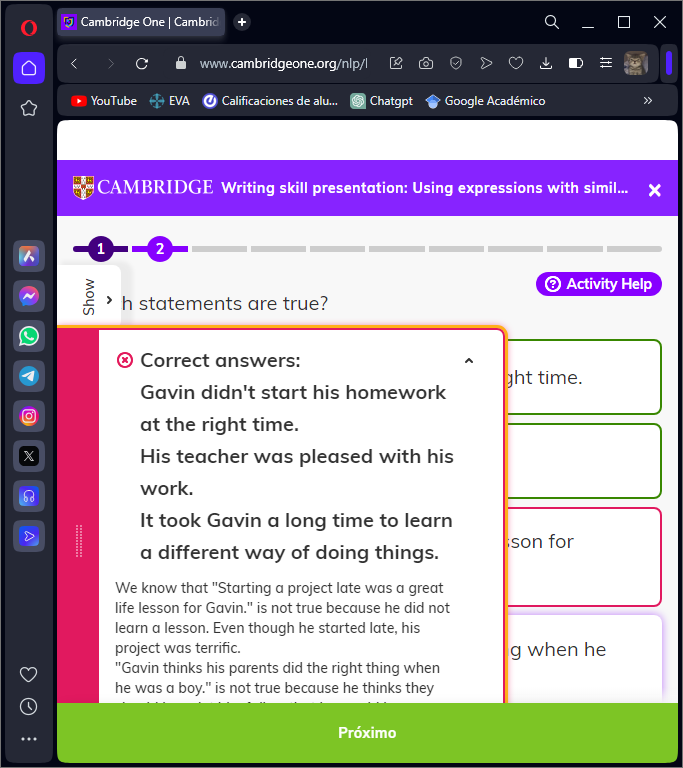 Cambridge One | Cambrid
www.cambridgeone.org/nlp/l
YouTube
EVA
Calificaciones de alu...
Chatgpt
Google Académico
CAMBRIDGE
Writing skill presentation: Using expressions with simil...
1
2
Activity Help
Show
h statements are true?
Correct answers:
Gavin didn't start his homework
at the right time.
His teacher was pleased with his
work.
It took Gavin a long time to learn
a different way of doing things.
We know that "Starting a project late was a great
life lesson for Gavin." is not true because he did not
learn a lesson. Even though he started late, his
project was terrific.
"Gavin thinks his parents did the right thing when
he was a boy." is not true because he thinks they
ght time.
sson for
ng when he
Próximo